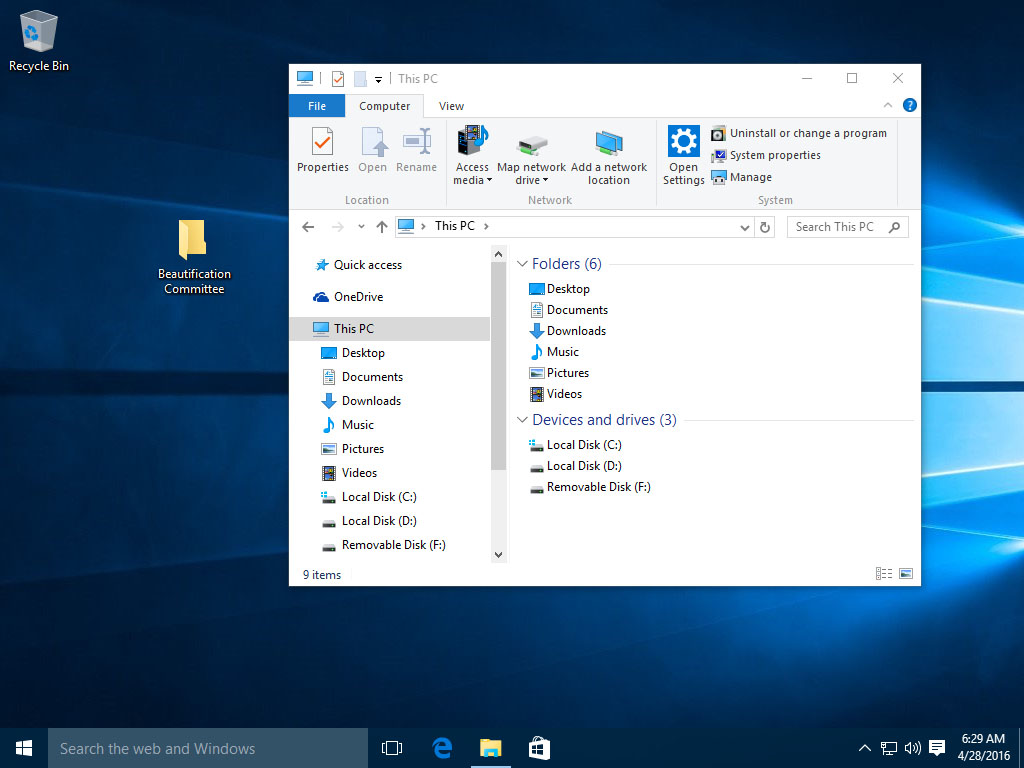 Recycle Bin
Beautification
Committee
This PC
File Computer View
Properties Open Rename
Access media Map network drive Add a network location
Open Settings
Uninstall or change a program
System properties
Manage
Location Network System
This PC
Search This PC
Quick access
OneDrive
This PC
Desktop
Documents
Downloads
Music
Pictures
Videos
Local Disk (C:)
Local Disk (D:)
Removable Disk (F:)
Folders (6)
Desktop
Documents
Downloads
Music
Pictures
Videos
Devices and drives (3)
Local Disk (C:)
Local Disk (D:)
Removable Disk (F:)
9 items
Search the web and Windows
6:29 AM
4/28/2016